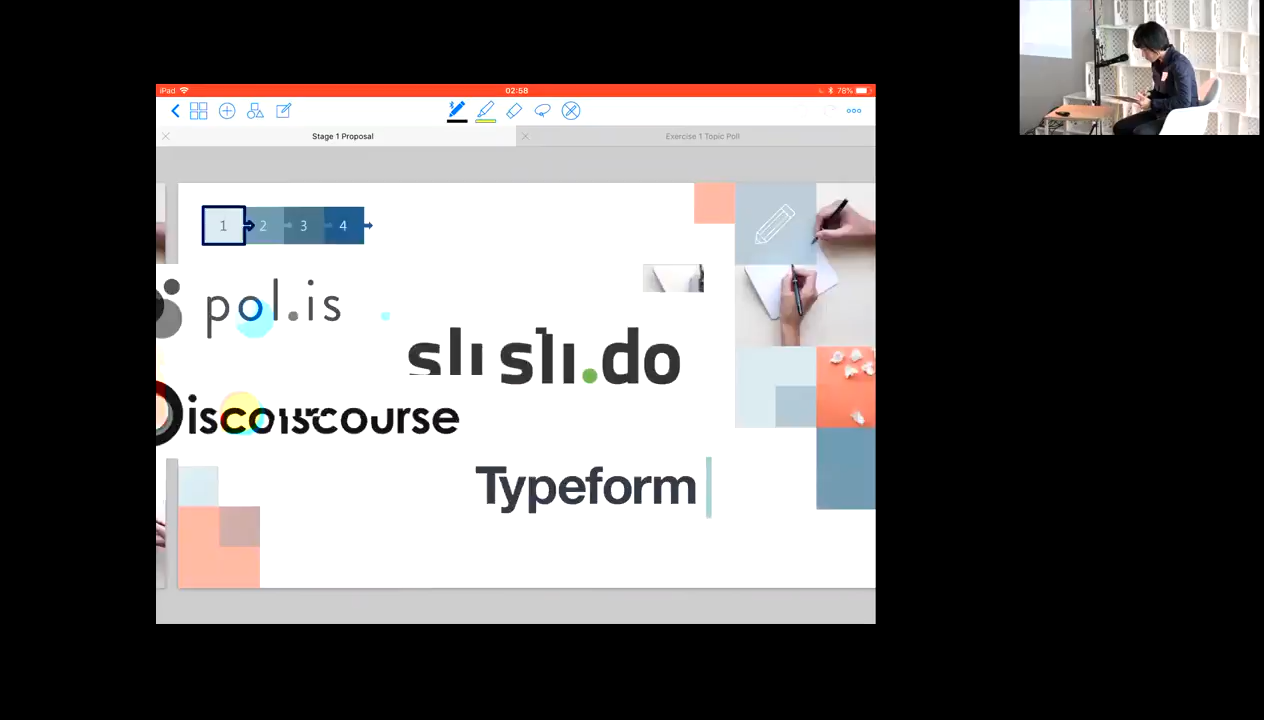 iPad 02:58 78%
Stage 1 Proposal Exercise 1 Topic Poll
1 2 3 4
pol.is
sli.do
Discourse
Typeform